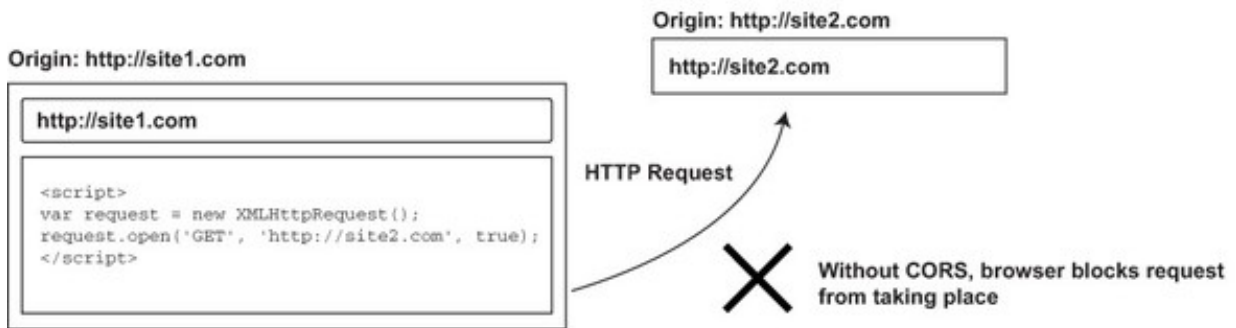 Origin: http://site2.com
http://site2.com
Origin: http://site1.com
http://site1.com
<script>
var request = new XMLHttpRequest();
request.open('GET', 'http://site2.com', true);
</script>
HTTP Request
Without CORS, browser blocks request
from taking place